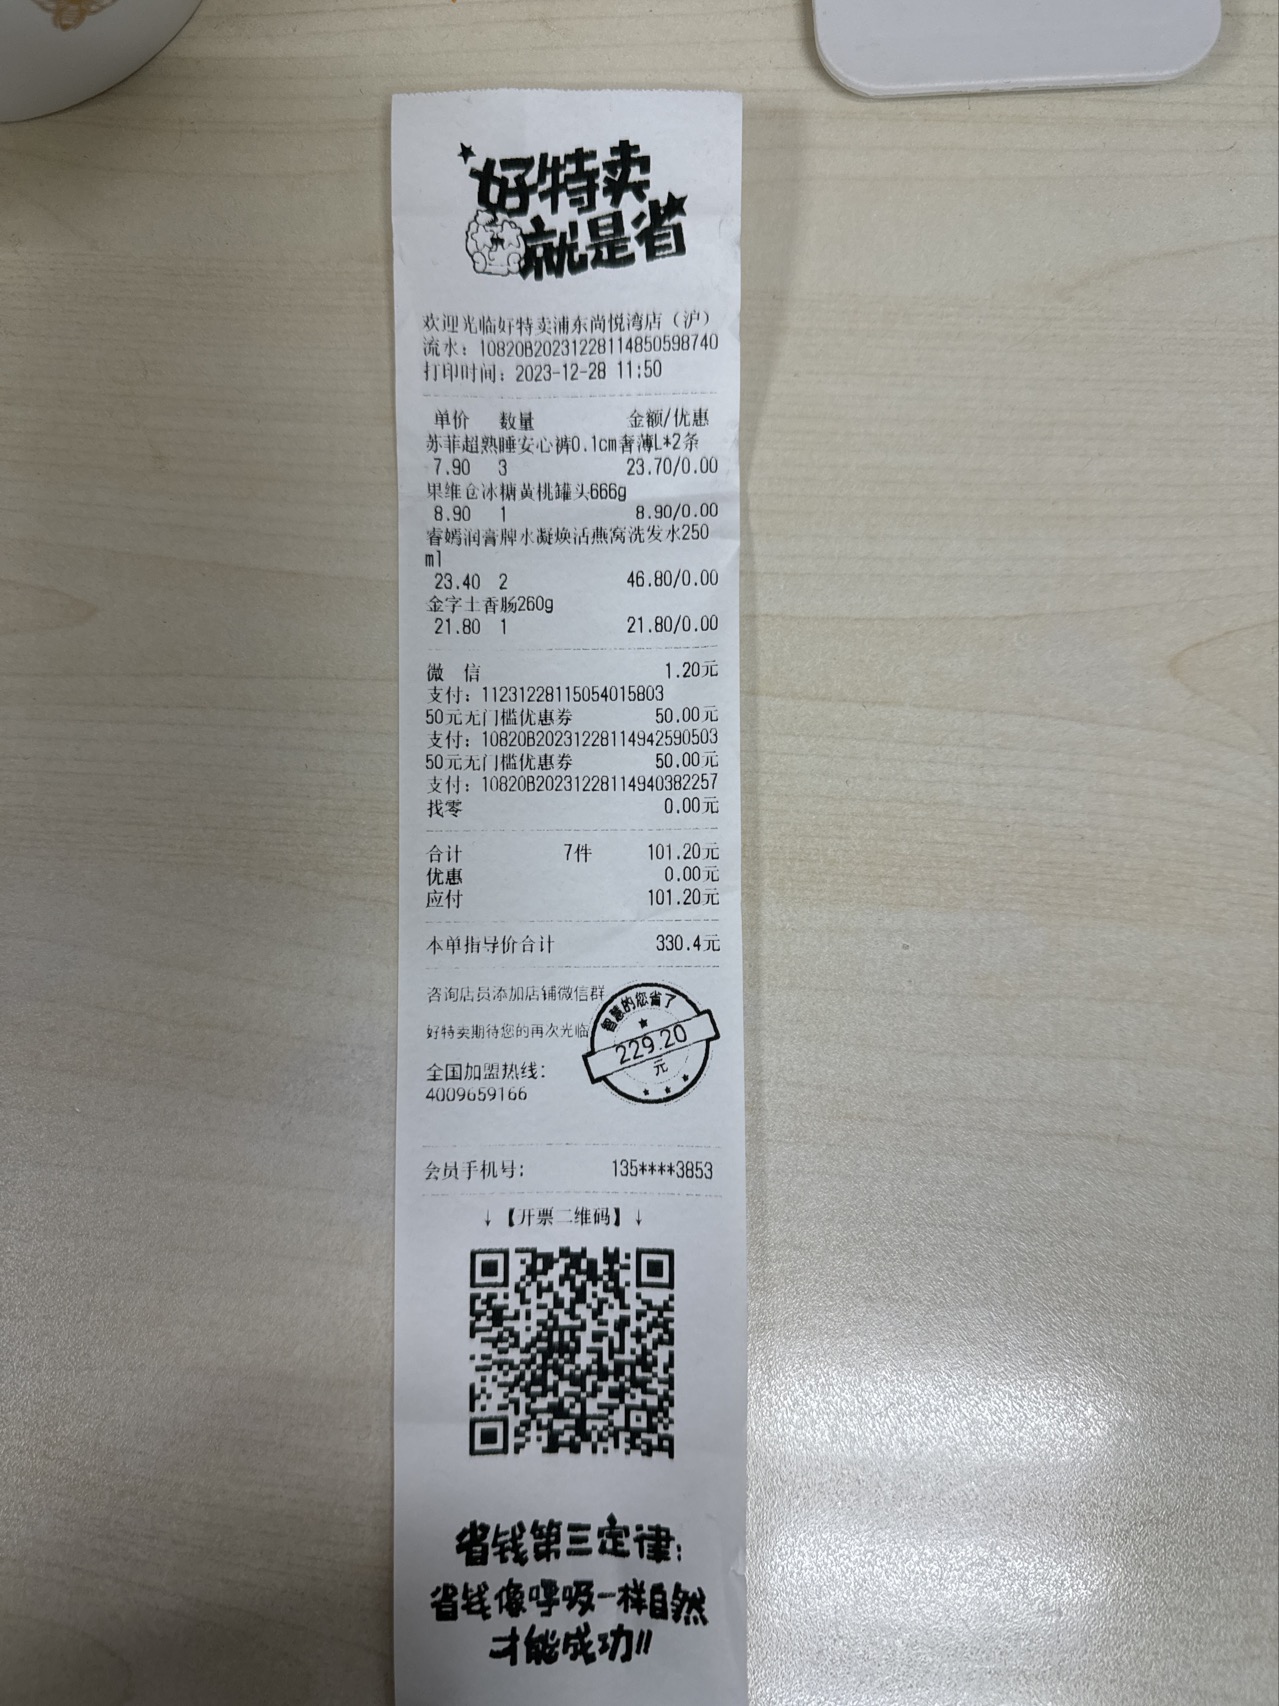 好特卖
就是省
欢迎光临好特卖浦东尚悦湾店（沪）
流水：10820B20231228114850598740
打印时间：2023-12-28 11:50
单价 数量 金额/优惠
苏菲超熟睡安心裤0.1cm奢薄L*2条
7.90 3 23.70/0.00
果维仓冰糖黄桃罐头666g
8.90 1 8.90/0.00
睿嫣润膏牌水凝焕活燕窝洗发水250
ml
23.40 2 46.80/0.00
金字土香肠260g
21.80 1 21.80/0.00
微 信 1.20元
支付：11231228115054015803
50元无门槛优惠券 50.00元
支付：10820B20231228114942590503
50元无门槛优惠券 50.00元
支付：10820B20231228114940382257
找零 0.00元
合计 7件 101.20元
优惠 0.00元
应付 101.20元
本单指导价合计 330.4元
咨询店员添加店铺微信群
好特卖期待您的再次光临
智慧的您省了
229.20
元
全国加盟热线：
4009659166
会员手机号： 135****3853
↓【开票二维码】↓
省钱第三定律：
省钱像呼吸一样自然
才能成功!!